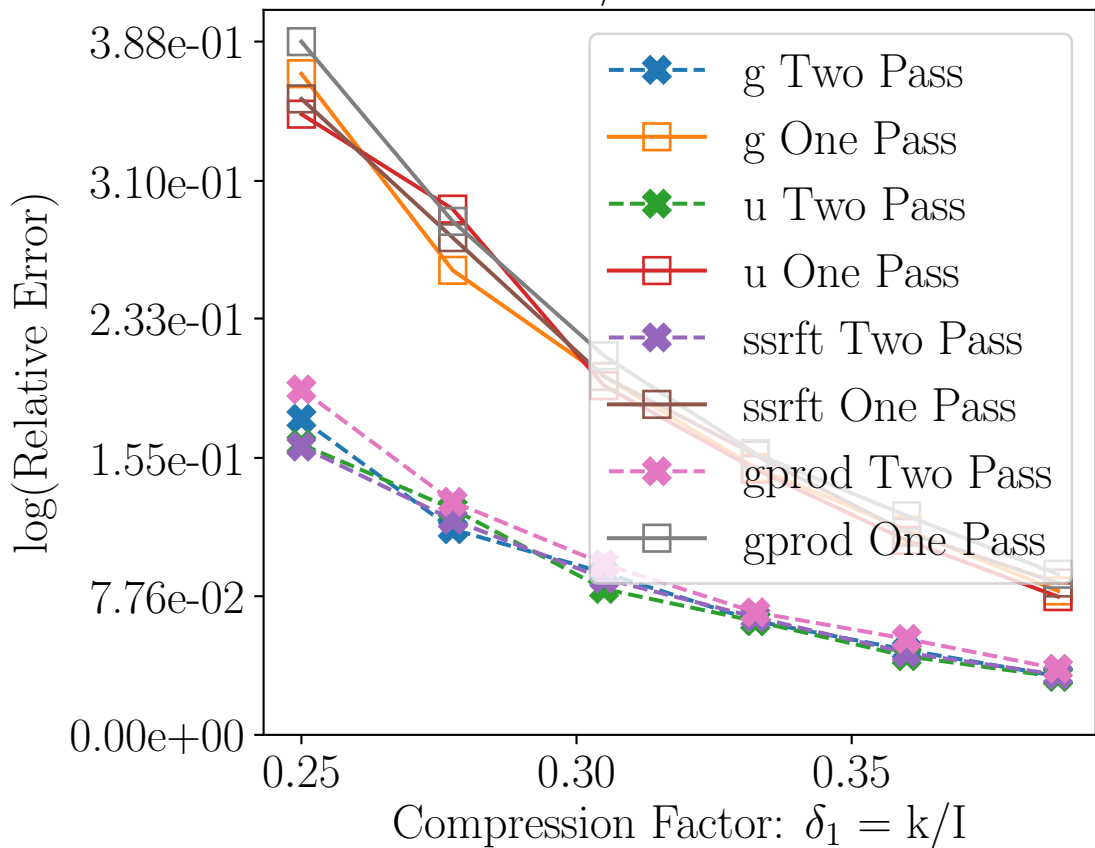 3.88e-01
3.10e-01
2.33e-01
1.55e-01
7.76e-02
0.00e+00
log(Relative Error)
g Two Pass
g One Pass
u Two Pass
u One Pass
ssrft Two Pass
ssrft One Pass
gprod Two Pass
gprod One Pass
0.25 0.30 0.35
Compression Factor: δ₁ = k/I